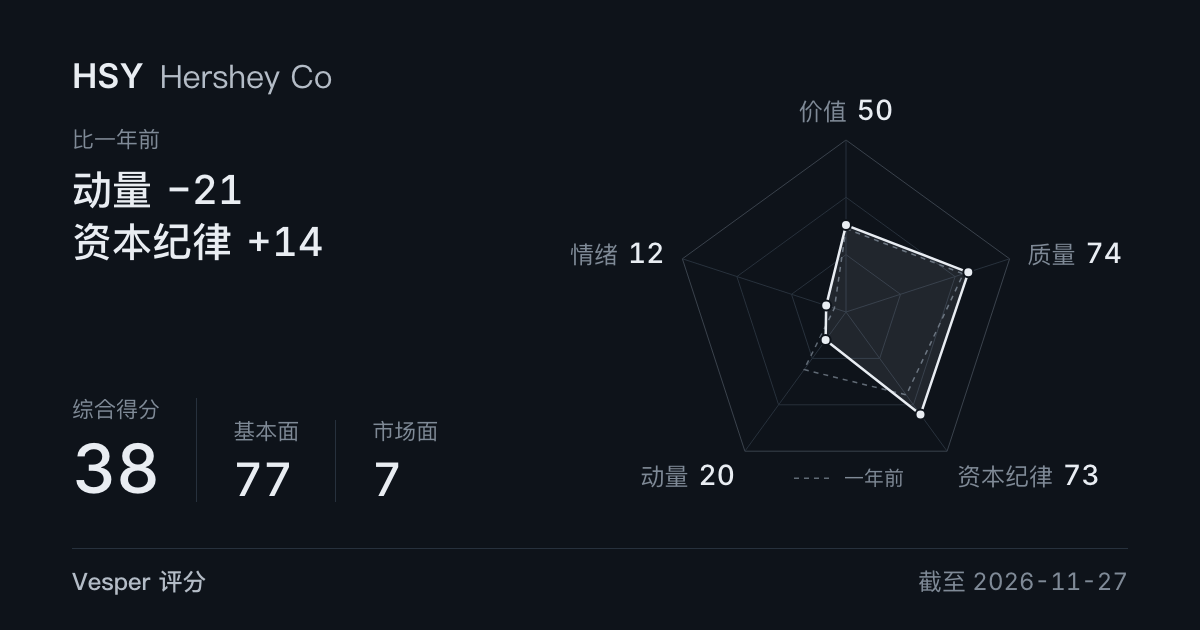 HSY Hershey Co
比一年前
动量 −21
资本纪律 +14
价值 50
情绪 12
质量 74
动量 20
一年前
资本纪律 73
综合得分
38
基本面
77
市场面
7
Vesper 评分
截至 2026-11-27